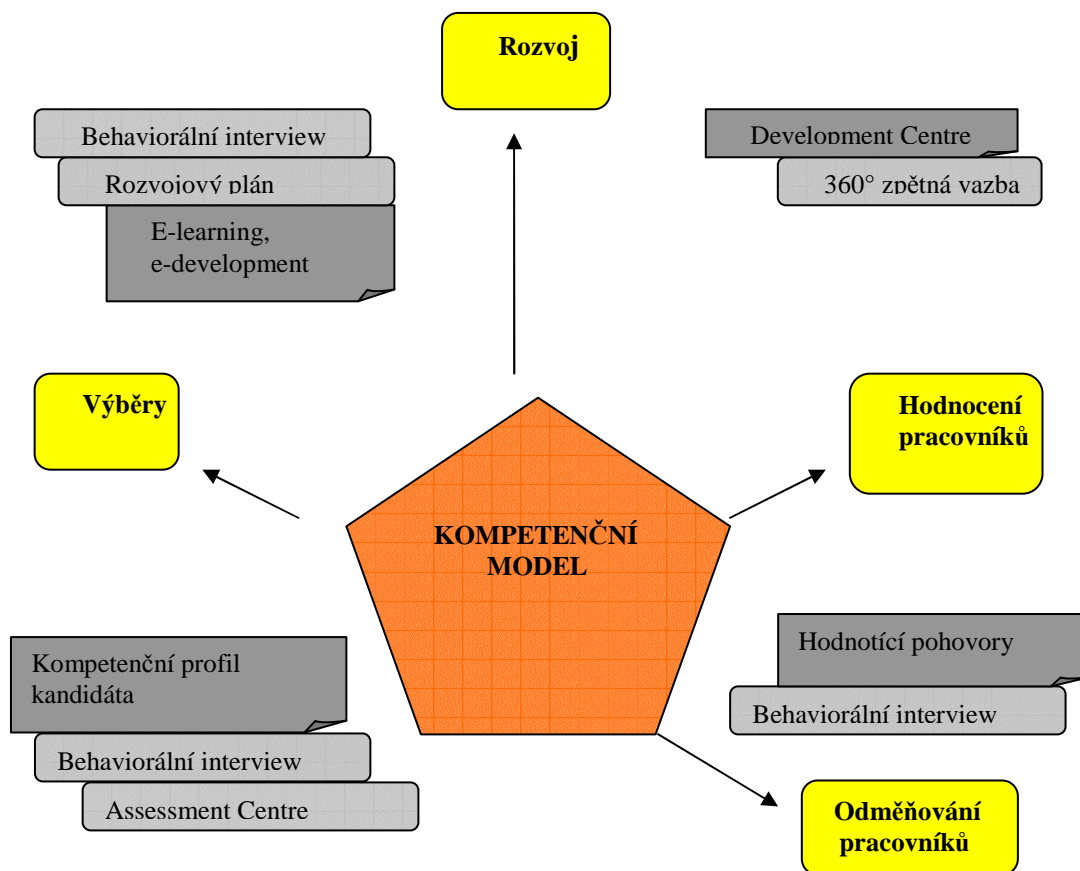 Rozvoj
Behaviorální interview
Rozvojový plán
E-learning,
e-development
Development Centre
360° zpětná vazba
Výběry
Hodnocení
pracovníků
KOMPETENČNÍ
MODEL
Kompetenční profil
kandidáta
Behaviorální interview
Assessment Centre
Hodnotící pohovory
Behaviorální interview
Odměňování
pracovníků